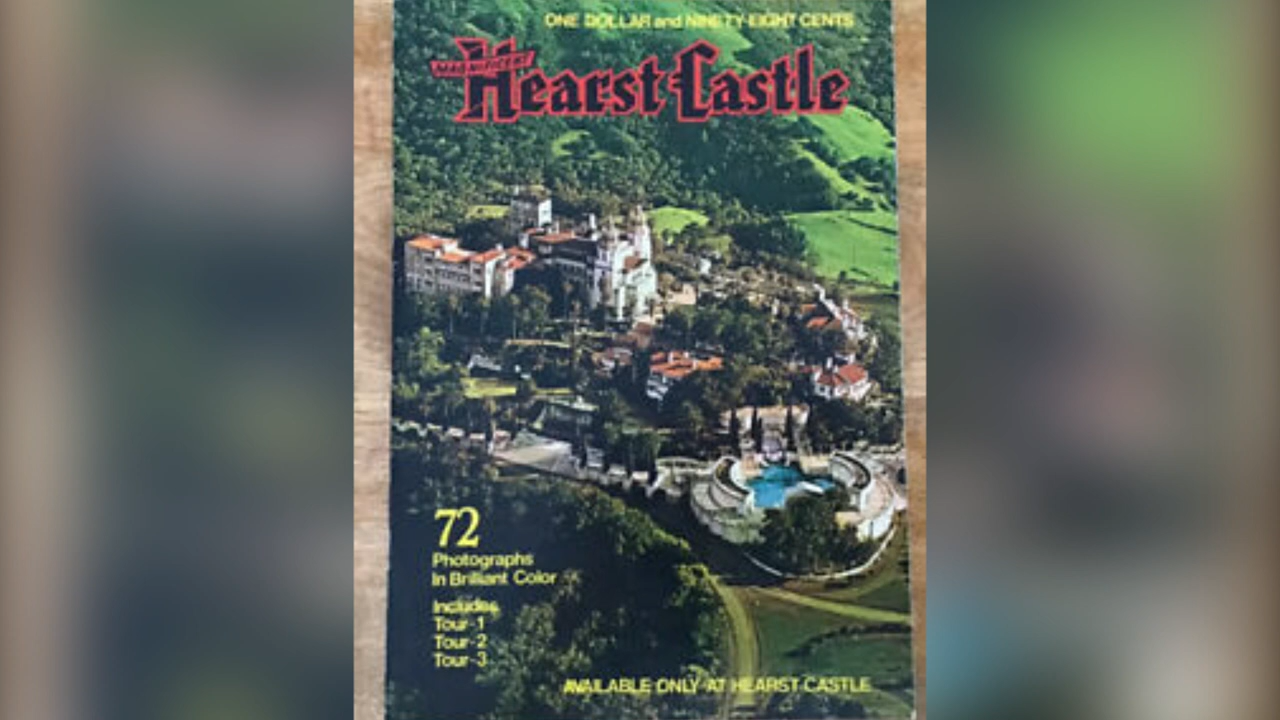 ONE DOLLAR and NINETY-EIGHT CENTS
MAGNIFICENT
Hearst Castle
72
Photographs
In Brilliant Color
Includes
Tour-1
Tour-2
Tour-3
AVAILABLE ONLY AT HEARST CASTLE